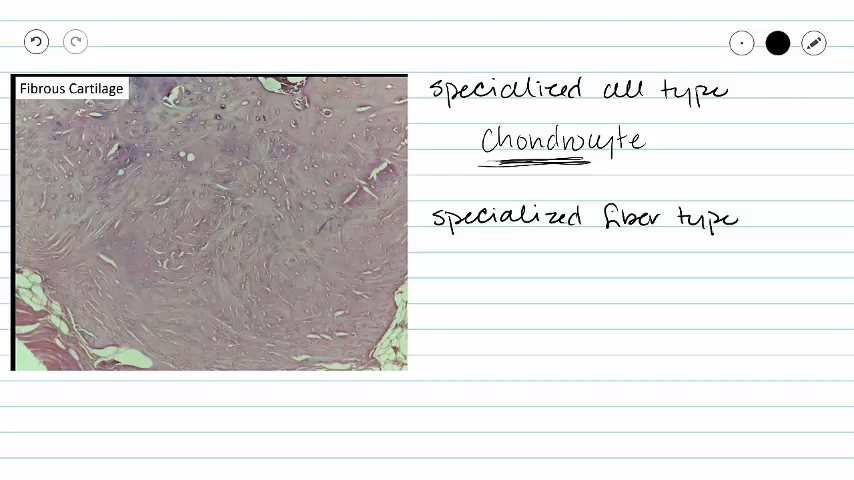 Fibrous Cartilage
specialized cell type
chondrocyte
specialized fiber type